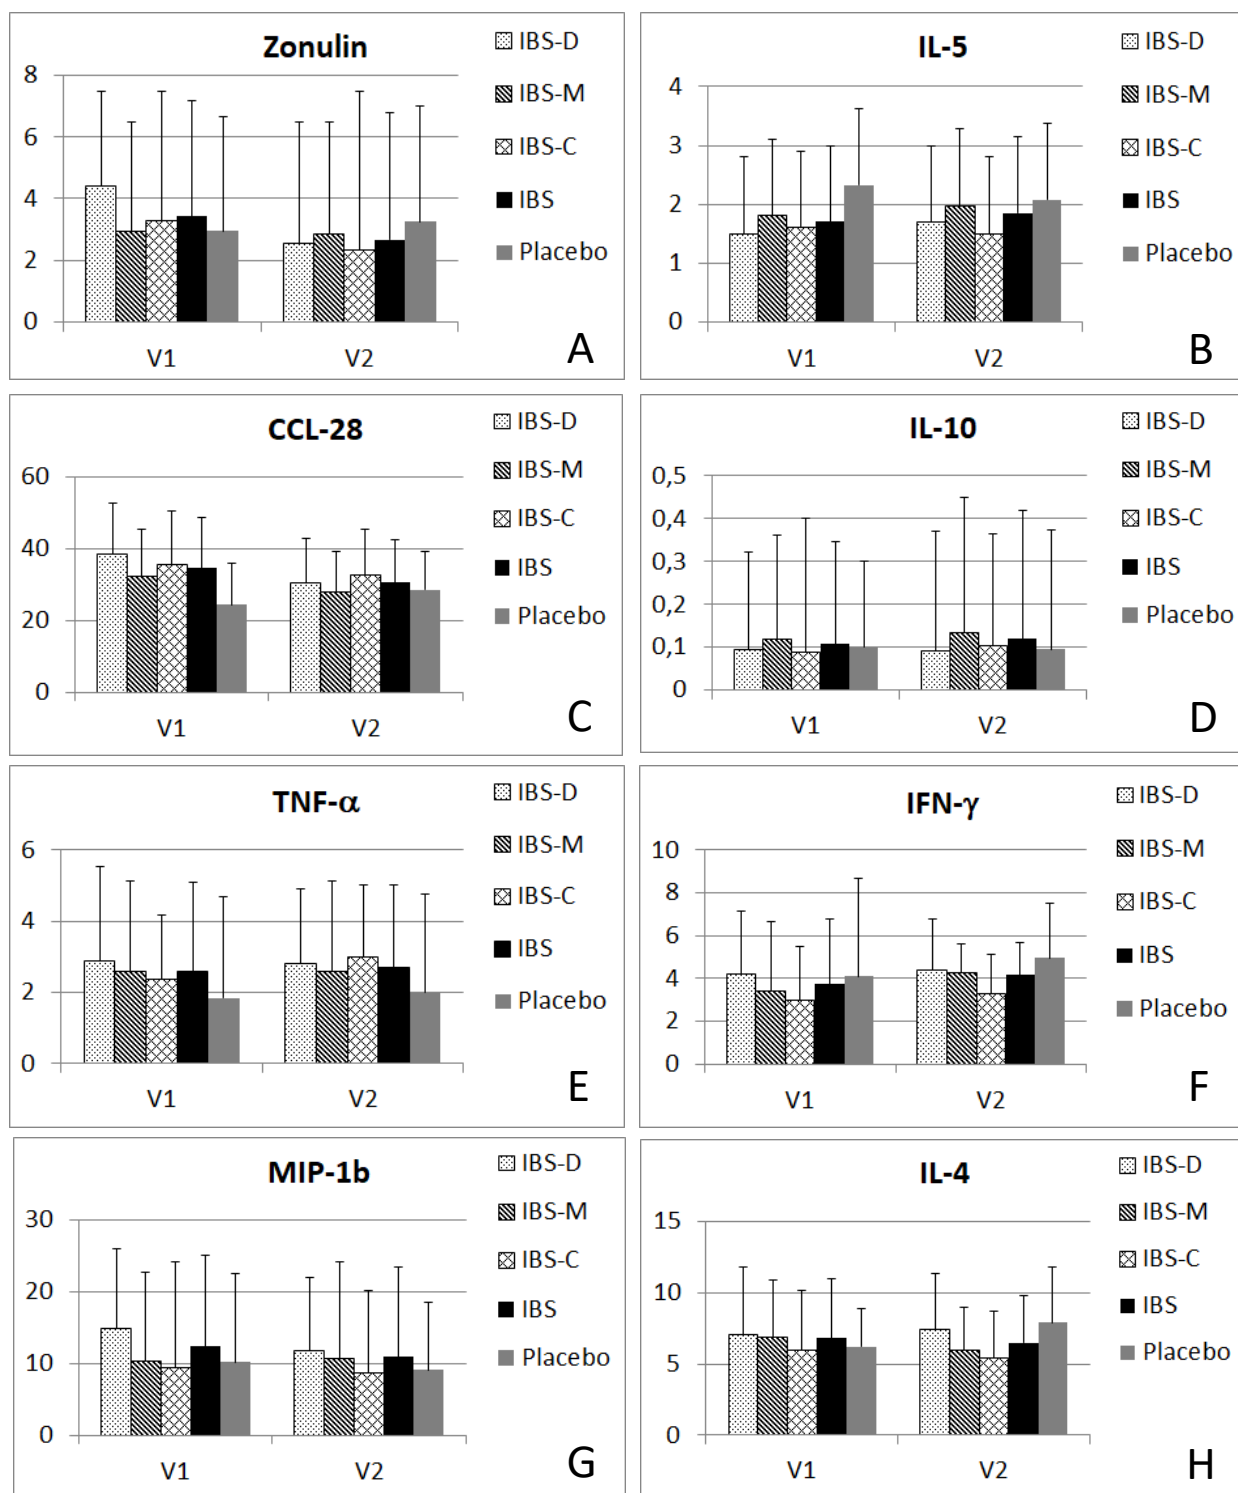 Zonulin
8
6
4
2
0
V1
V2
IBS-D
IBS-M
IBS-C
IBS
Placebo
A
IL-5
4
3
2
1
0
V1
V2
IBS-D
IBS-M
IBS-C
IBS
Placebo
B
CCL-28
60
40
20
0
V1
V2
IBS-D
IBS-M
IBS-C
IBS
Placebo
C
IL-10
0,5
0,4
0,3
0,2
0,1
0
V1
V2
IBS-D
IBS-M
IBS-C
IBS
Placebo
D
TNF-α
6
4
2
0
V1
V2
IBS-D
IBS-M
IBS-C
IBS
Placebo
E
IFN-γ
10
8
6
4
2
0
V1
V2
IBS-D
IBS-M
IBS-C
IBS
Placebo
F
MIP-1b
30
20
10
0
V1
V2
IBS-D
IBS-M
IBS-C
IBS
Placebo
G
IL-4
15
10
5
0
V1
V2
IBS-D
IBS-M
IBS-C
IBS
Placebo
H